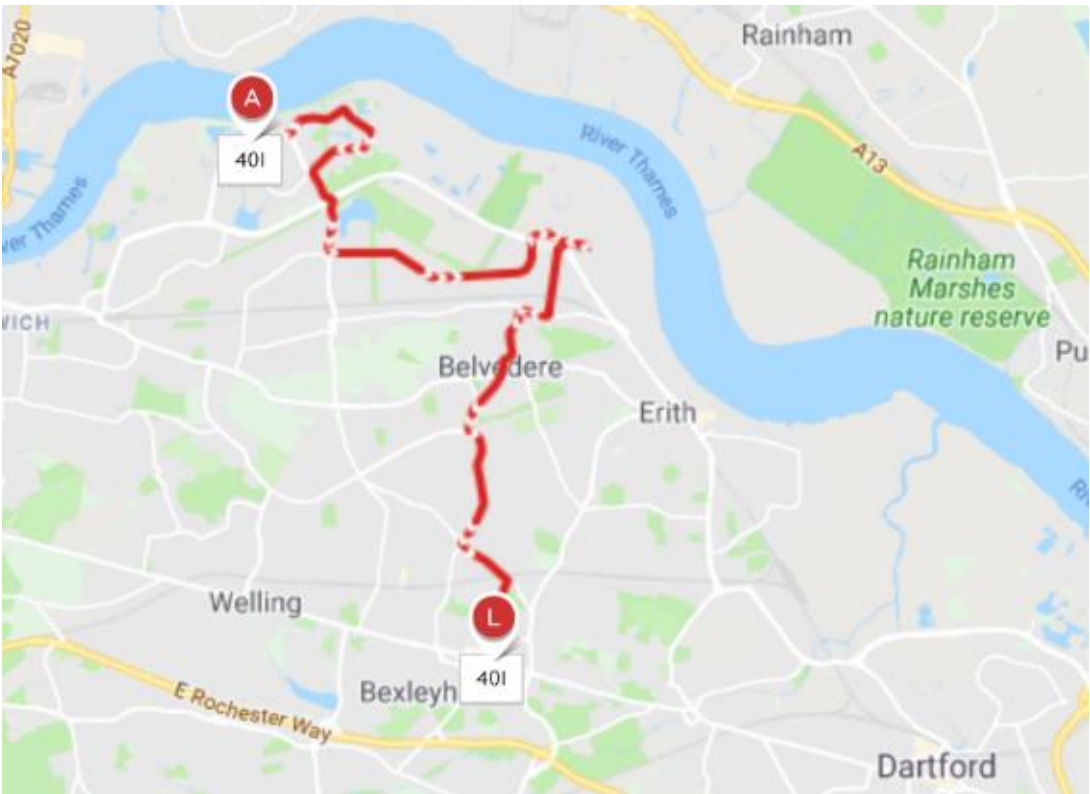 A7020
Rainham
A
401
River Thames
A13
ver Thames
Rainham
Marshes
nature reserve
WICH
Pu
Belvedere
Erith
Ri
Welling
L
401
Bexleyh
E Rochester Way
Dartford